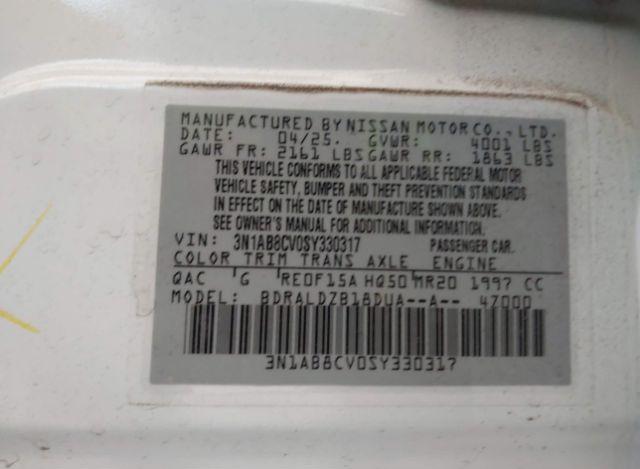 MANUFACTURED BY NISSAN MOTOR CO., LTD.
DATE: 04/25. GVWR: 4001 LBS
GAWR FR: 2161 LBS GAWR RR: 1863 LBS
THIS VEHICLE CONFORMS TO ALL APPLICABLE FEDERAL MOTOR
VEHICLE SAFETY, BUMPER AND THEFT PREVENTION STANDARDS
IN EFFECT ON THE DATE OF MANUFACTURE SHOWN ABOVE.
SEE OWNER'S MANUAL FOR ADDITIONAL INFORMATION.
VIN: 3N1AB8CV0SY330317 PASSENGER CAR.
COLOR TRIM TRANS AXLE ENGINE
QAC G RE0F15A HQ50 MR20 1997 CC
MODEL: BDRALDZB18DUA--A-- 47000
3N1AB8CV0SY330317